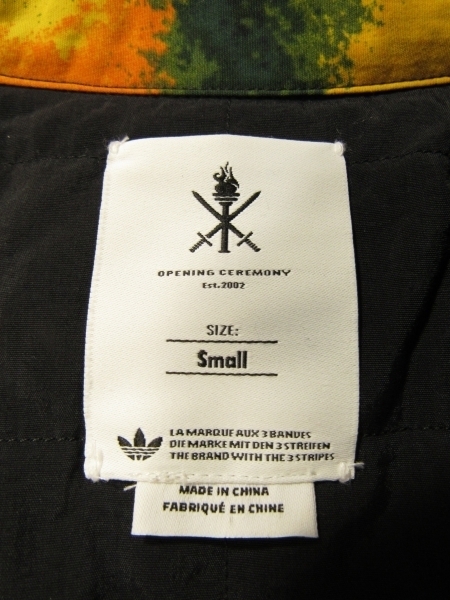 OPENING CEREMONY
Est.2002
SIZE:
Small
LA MARQUE AUX 3 BANDES
DIE MARKE MIT DEN 3 STREIFEN
THE BRAND WITH THE 3 STRIPES
MADE IN CHINA
FABRIQUÉ EN CHINE